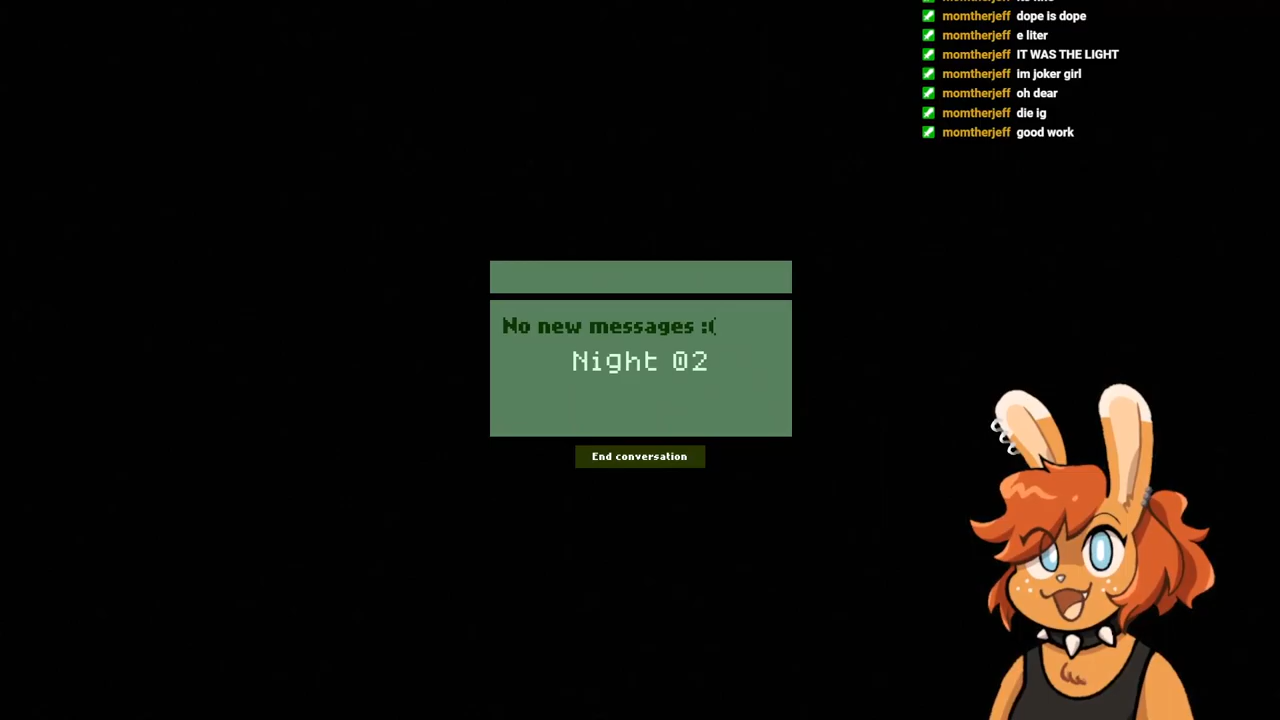 momtherjeff dope is dope
momtherjeff e liter
momtherjeff IT WAS THE LIGHT
momtherjeff im joker girl
momtherjeff oh dear
momtherjeff die ig
momtherjeff good work
No new messages :(
Night 02
End conversation